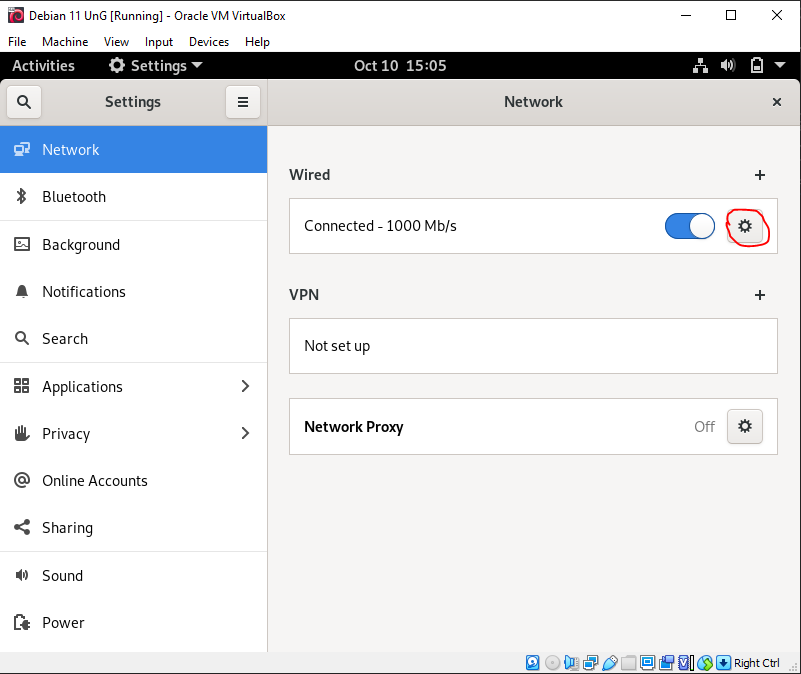 Debian 11 UnG [Running] - Oracle VM VirtualBox
File Machine View Input Devices Help
Activities Settings Oct 10 15:05
Settings
Network
Network
Bluetooth
Background
Notifications
Search
Applications
Privacy
Online Accounts
Sharing
Sound
Power
Wired
Connected - 1000 Mb/s
VPN
Not set up
Network Proxy Off
Right Ctrl